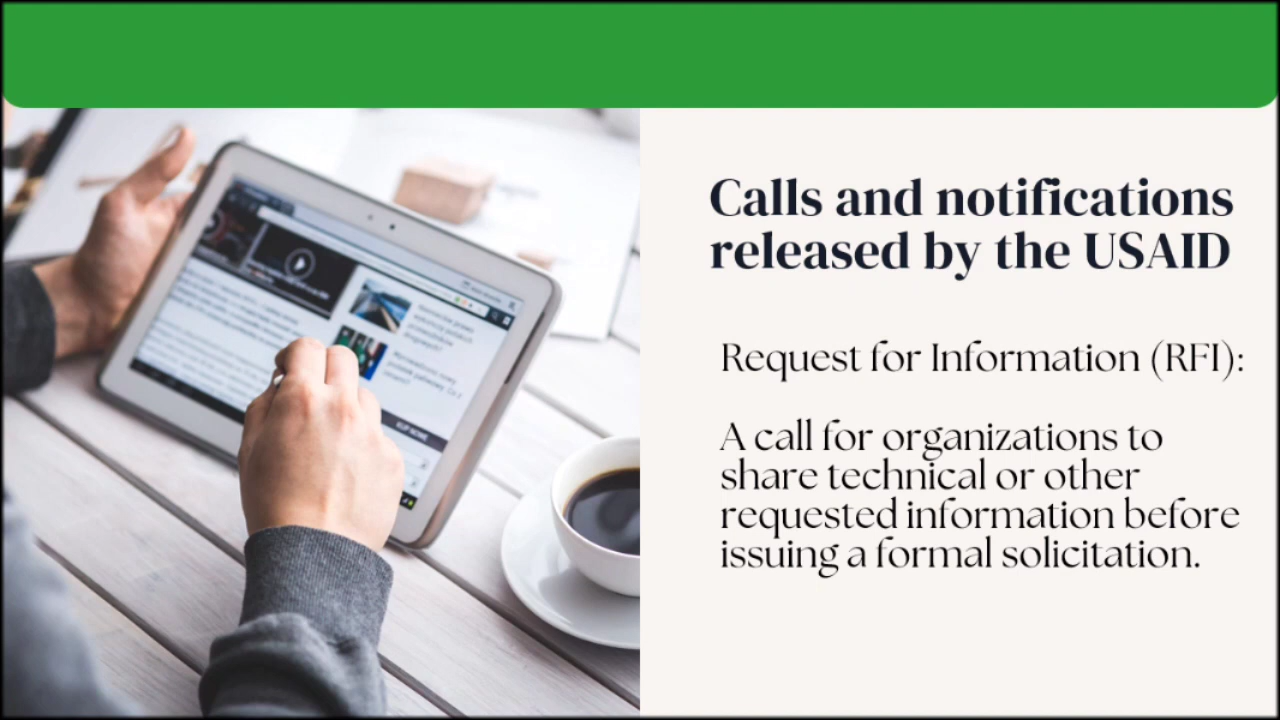 Calls and notifications
released by the USAID
Request for Information (RFI):
A call for organizations to
share technical or other
requested information before
issuing a formal solicitation.